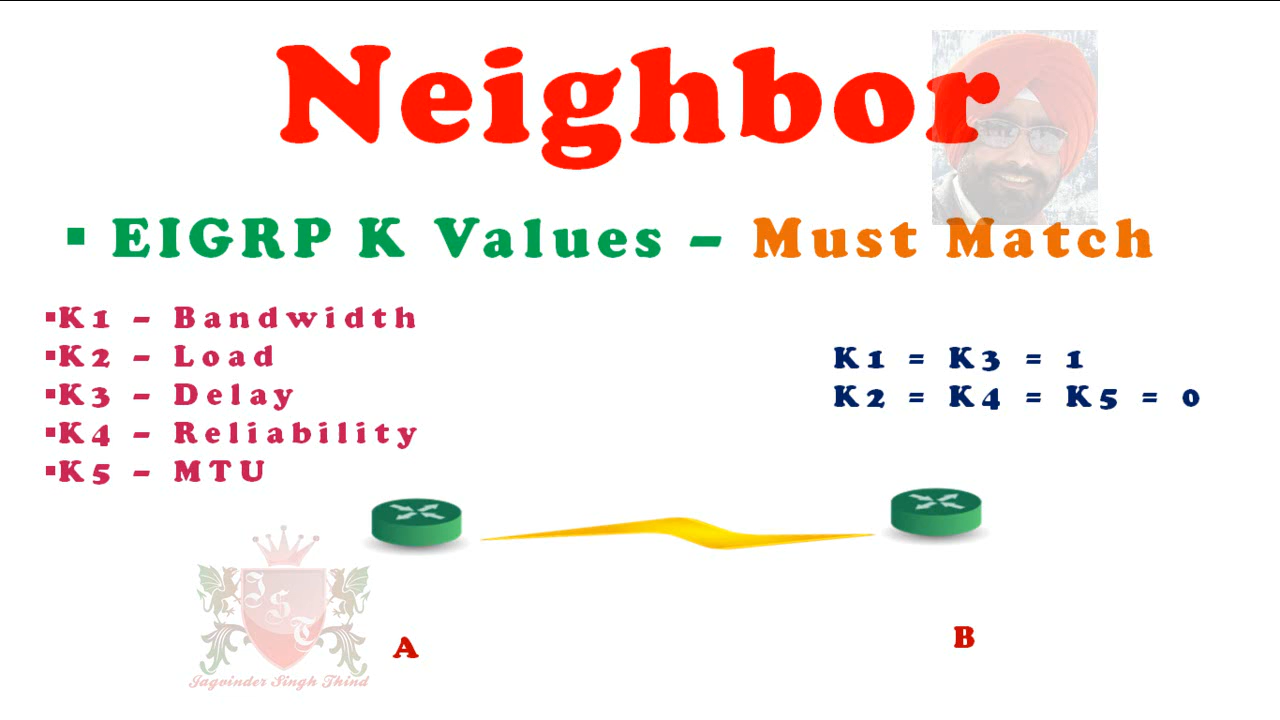 Neighbor
▪ EIGRP K Values – Must Match
▪K1 – Bandwidth
▪K2 – Load
▪K3 – Delay
▪K4 – Reliability
▪K5 – MTU
K1 = K3 = 1
K2 = K4 = K5 = 0
A
B
JST
Jagvinder Singh Thind